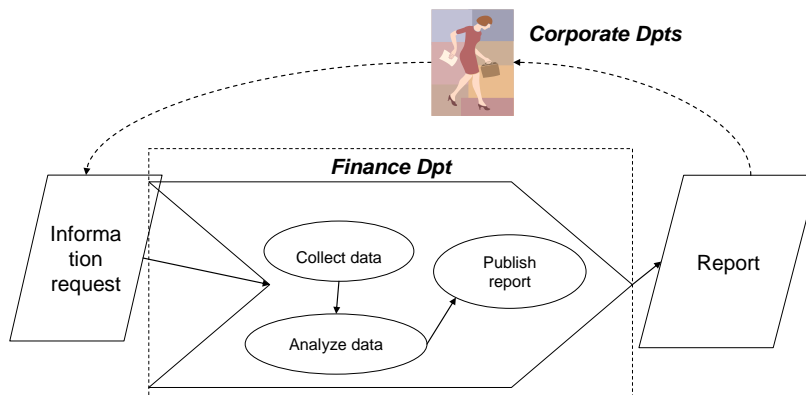 Corporate Dpts
Finance Dpt
Informa
tion
request
Collect data
Analyze data
Publish
report
Report